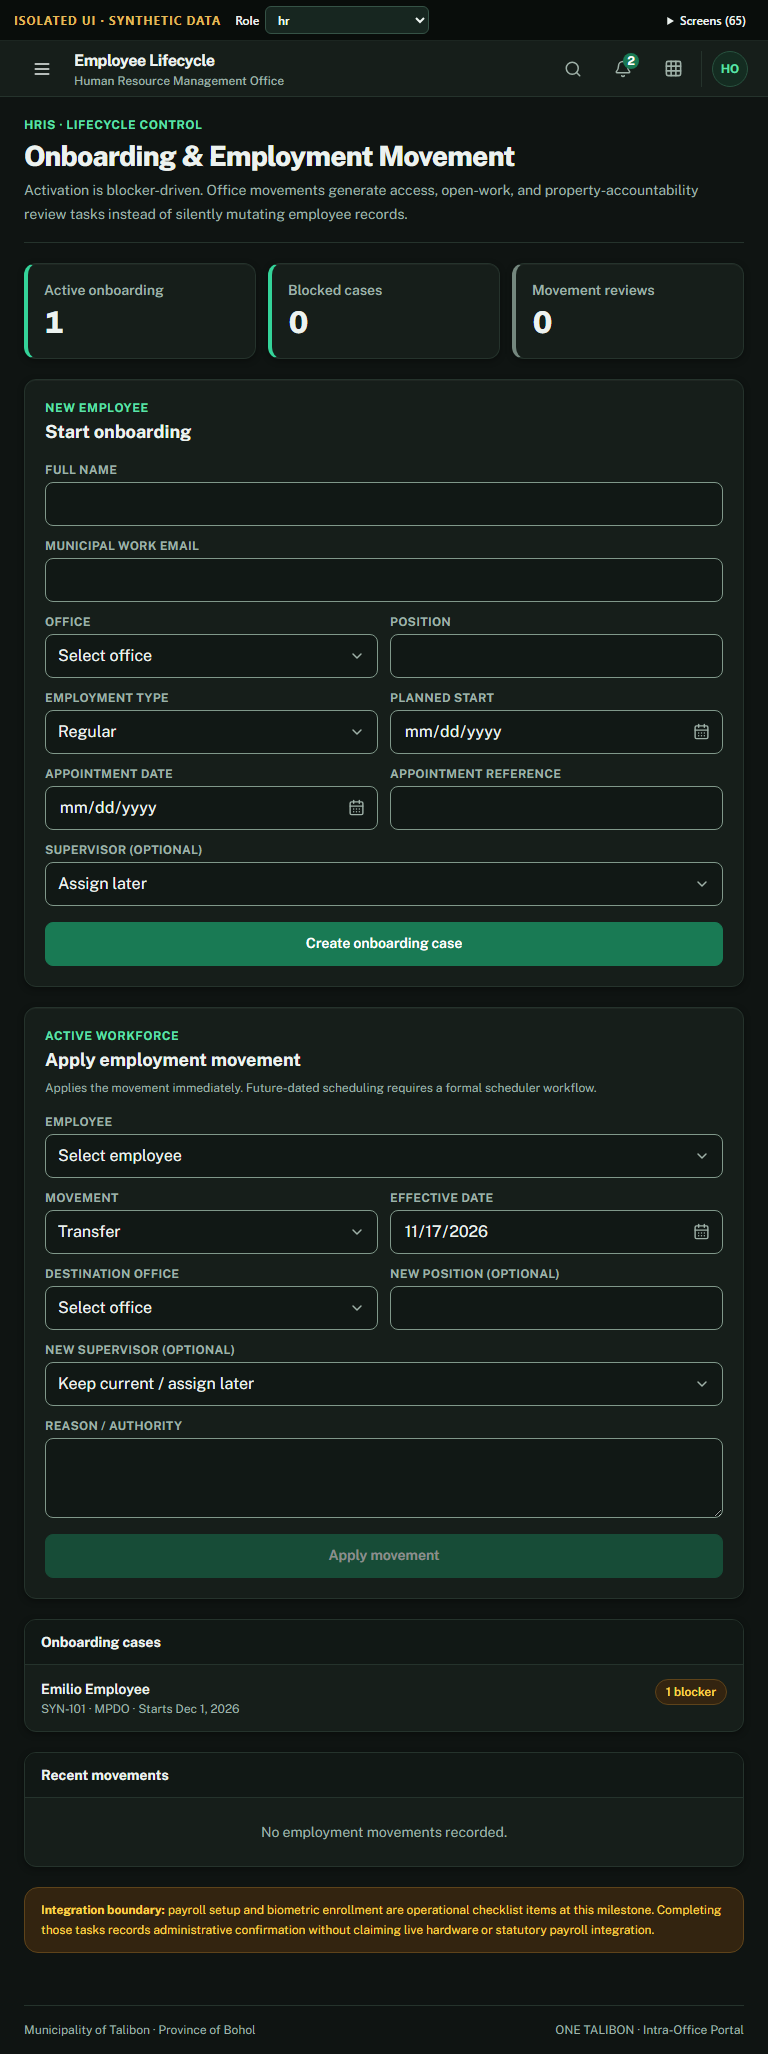 ISOLATED UI · SYNTHETIC DATA Role hr Screens (65)
Employee Lifecycle
Human Resource Management Office
2
HO
HRIS · LIFECYCLE CONTROL
Onboarding & Employment Movement
Activation is blocker-driven. Office movements generate access, open-work, and property-accountability
review tasks instead of silently mutating employee records.
Active onboarding
1
Blocked cases
0
Movement reviews
0
NEW EMPLOYEE
Start onboarding
FULL NAME
MUNICIPAL WORK EMAIL
OFFICE
Select office
POSITION
EMPLOYMENT TYPE
Regular
PLANNED START
mm/dd/yyyy
APPOINTMENT DATE
mm/dd/yyyy
APPOINTMENT REFERENCE
SUPERVISOR (OPTIONAL)
Assign later
Create onboarding case
ACTIVE WORKFORCE
Apply employment movement
Applies the movement immediately. Future-dated scheduling requires a formal scheduler workflow.
EMPLOYEE
Select employee
MOVEMENT
Transfer
EFFECTIVE DATE
11/17/2026
DESTINATION OFFICE
Select office
NEW POSITION (OPTIONAL)
NEW SUPERVISOR (OPTIONAL)
Keep current / assign later
REASON / AUTHORITY
Apply movement
Onboarding cases
Emilio Employee
SYN-101 · MPDO · Starts Dec 1, 2026
1 blocker
Recent movements
No employment movements recorded.
Integration boundary: payroll setup and biometric enrollment are operational checklist items at this milestone. Completing
those tasks records administrative confirmation without claiming live hardware or statutory payroll integration.
Municipality of Talibon · Province of Bohol
ONE TALIBON · Intra-Office Portal